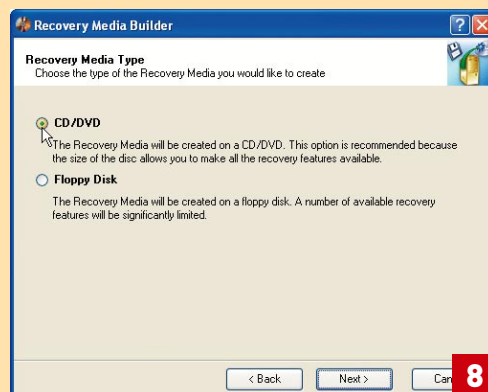 Recovery Media Builder
Recovery Media Type
Choose the type of the Recovery Media you would like to create
CD/DVD
The Recovery Media will be created on a CD/DVD. This option is recommended because
the size of the disc allows you to make all the recovery features available.
Floppy Disk
The Recovery Media will be created on a floppy disk. A number of available recovery
features will be significantly limited.
< Back
Next >
8